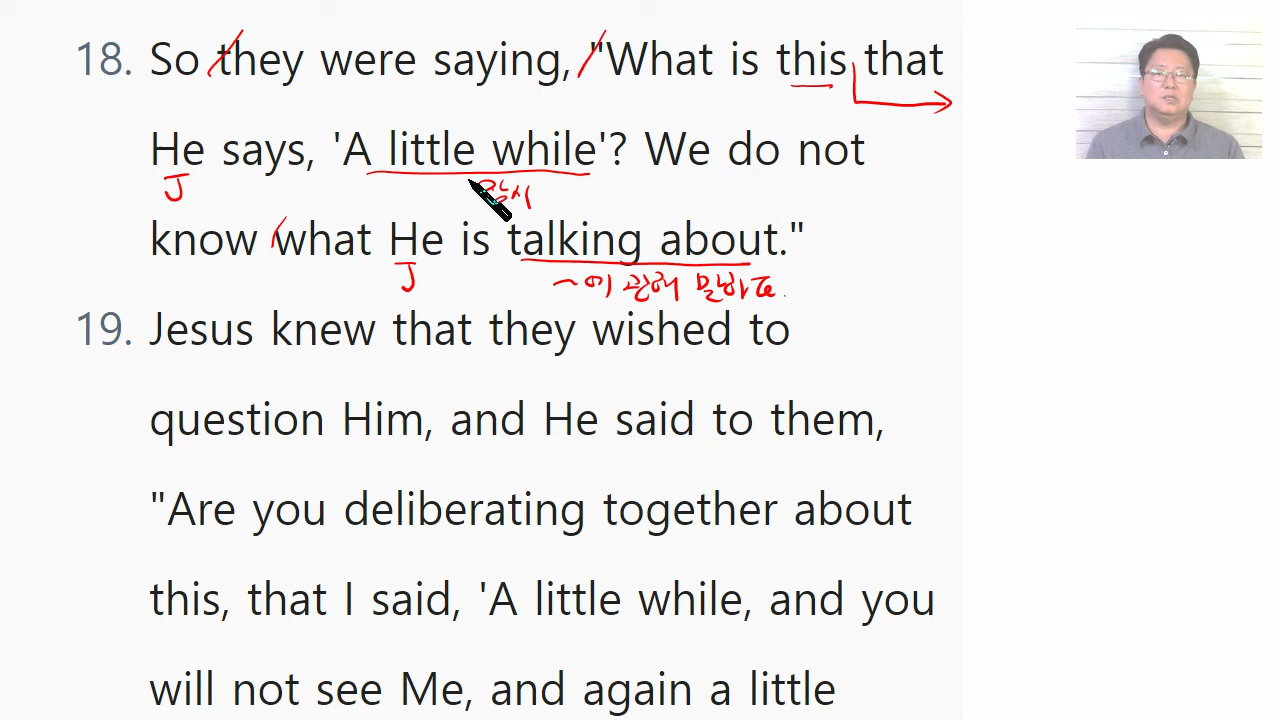 18. So they were saying, "What is this that
He says, 'A little while'? We do not
J
잠시
know what He is talking about."
J ~에 관해 말하다.
19. Jesus knew that they wished to
question Him, and He said to them,
"Are you deliberating together about
this, that I said, 'A little while, and you
will not see Me, and again a little